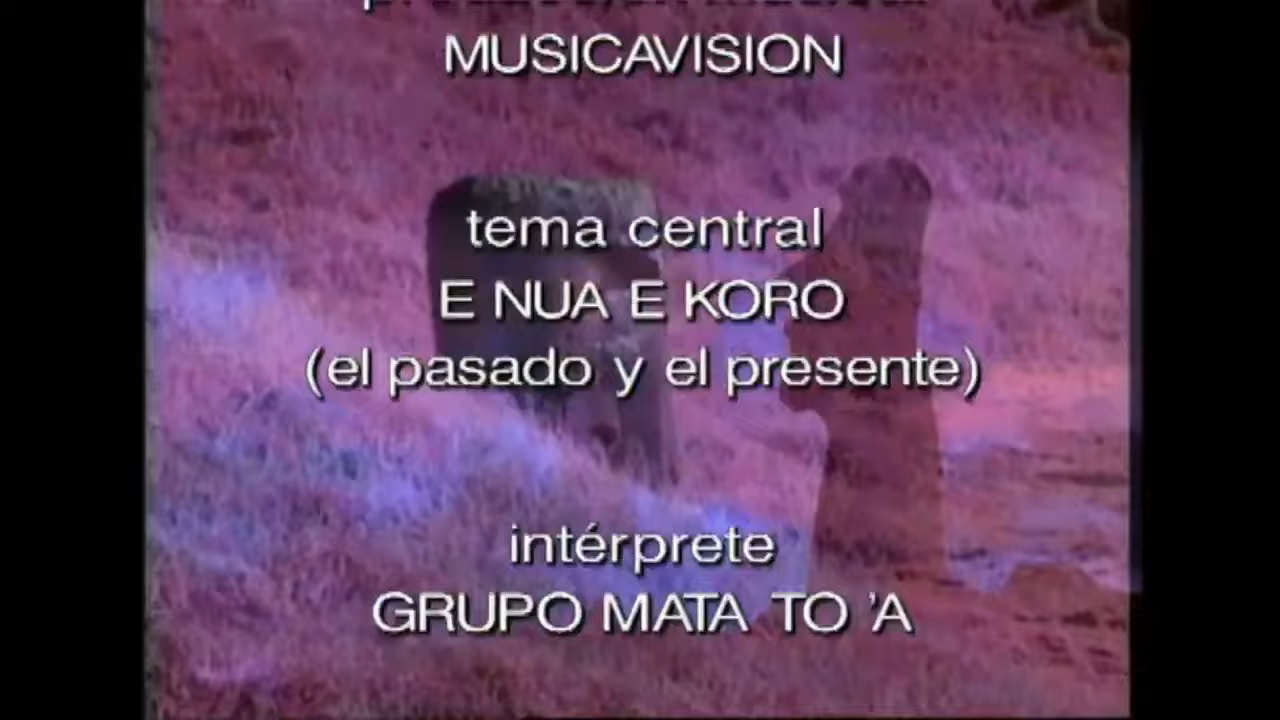 MUSICAVISION
tema central
E NUA E KORO
(el pasado y el presente)
intérprete
GRUPO MATA TO 'A